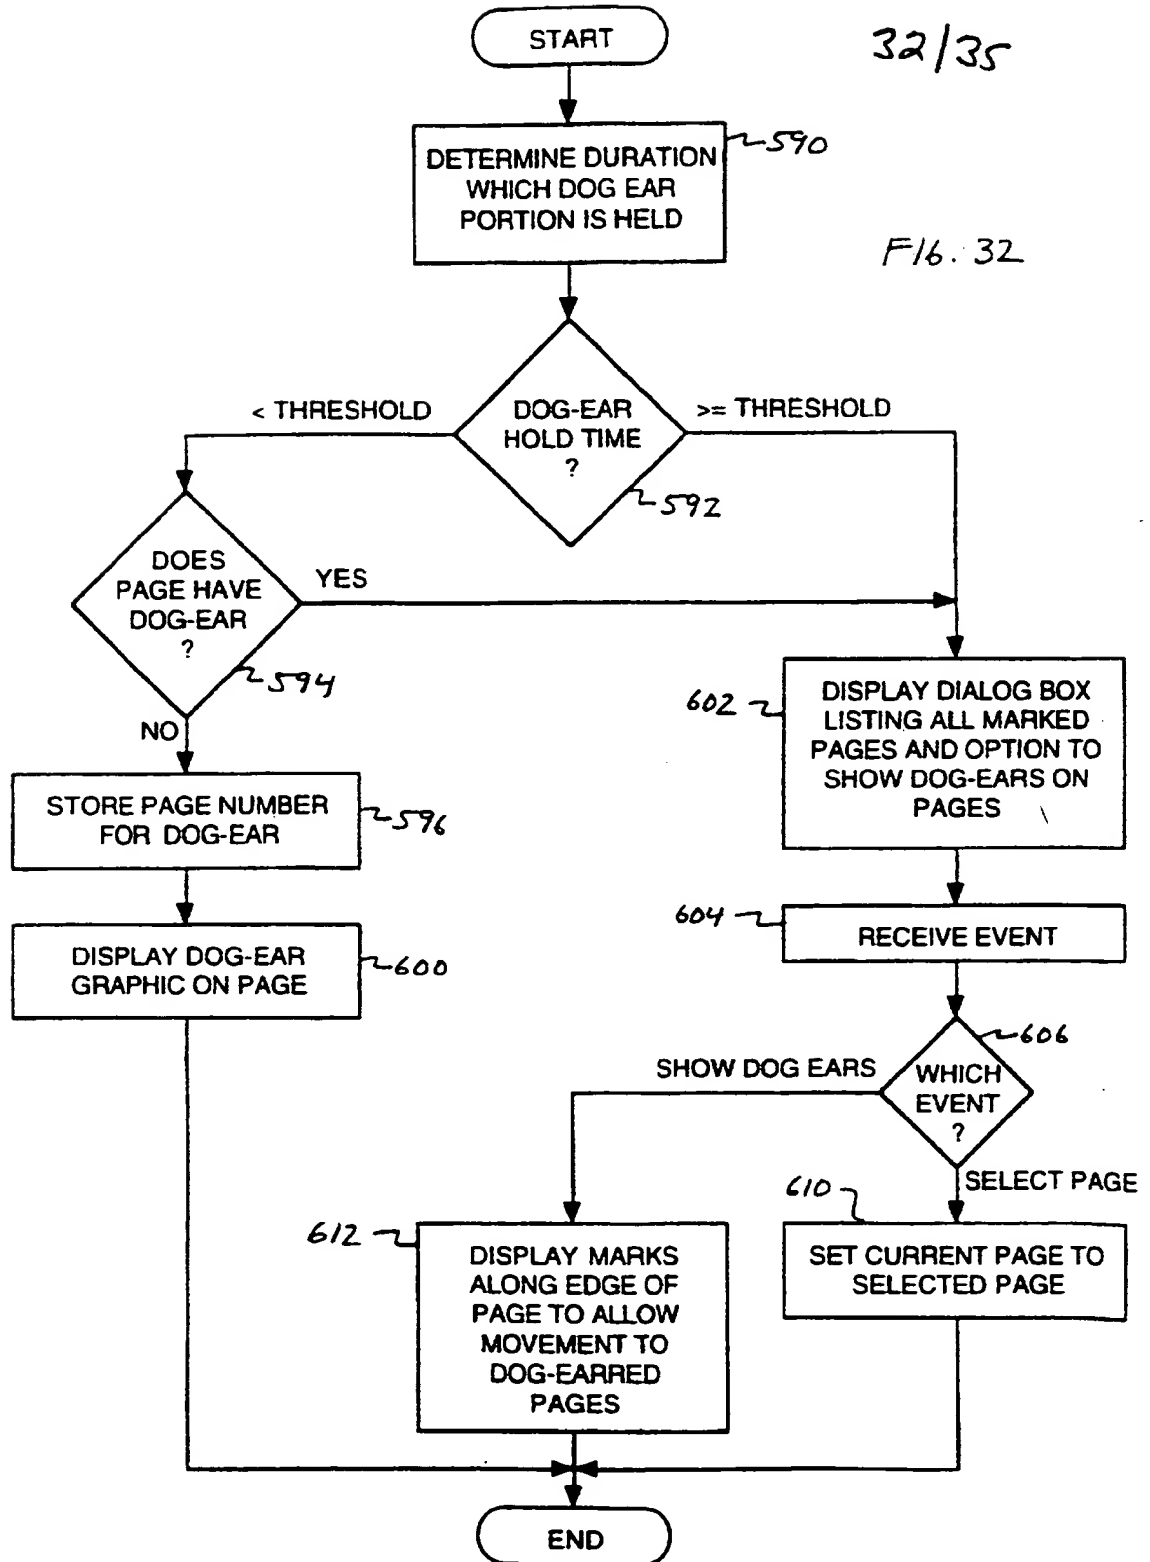 START
32/35
DETERMINE DURATION
WHICH DOG EAR
PORTION IS HELD
590
FIG. 32
< THRESHOLD
DOG-EAR
HOLD TIME
?
>= THRESHOLD
592
DOES
PAGE HAVE
DOG-EAR
?
YES
594
NO
602
DISPLAY DIALOG BOX
LISTING ALL MARKED
PAGES AND OPTION TO
SHOW DOG-EARS ON
PAGES
STORE PAGE NUMBER
FOR DOG-EAR
596
604
RECEIVE EVENT
DISPLAY DOG-EAR
GRAPHIC ON PAGE
600
606
SHOW DOG EARS
WHICH
EVENT
?
SELECT PAGE
610
612
DISPLAY MARKS
ALONG EDGE OF
PAGE TO ALLOW
MOVEMENT TO
DOG-EARRED
PAGES
SET CURRENT PAGE TO
SELECTED PAGE
END